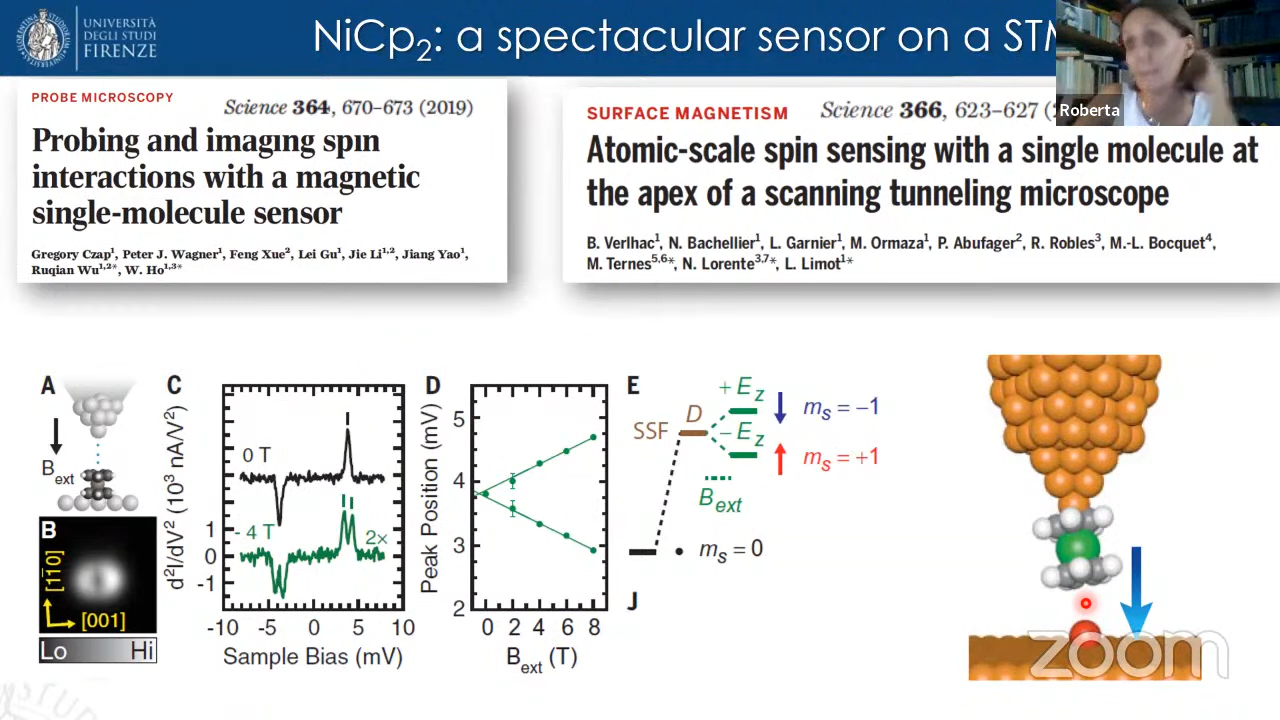 UNIVERSITÀ
DEGLI STUDI
FIRENZE
NiCp₂: a spectacular sensor on a STM
Roberta
PROBE MICROSCOPY
Science 364, 670–673 (2019)
Probing and imaging spin
interactions with a magnetic
single-molecule sensor
Gregory Czap¹, Peter J. Wagner¹, Feng Xue², Lei Gu¹, Jie Li¹,², Jiang Yao¹,
Ruqian Wu¹,²*, W. Ho¹,³*
SURFACE MAGNETISM
Science 366, 623–627 (2
Atomic-scale spin sensing with a single molecule at
the apex of a scanning tunneling microscope
B. Verlhac¹, N. Bachellier¹, L. Garnier¹, M. Ormaza¹, P. Abufager², R. Robles³, M.-L. Bocquet⁴,
M. Ternes⁵,⁶*, N. Lorente³,⁷*, L. Limot¹*
A
B_ext
B
[11̄0]
[001]
Lo Hi
C
d²I/dV² (10³ nA/V²)
0 T
- 4 T
2×
1
0
-1
-10 -5 0 5 10
Sample Bias (mV)
D
Peak Position (mV)
5
4
3
2
0 2 4 6 8
B_ext (T)
E
+E_z
SSF
D
m_s = –1
–E_z
m_s = +1
B_ext
m_s = 0
J
zoom